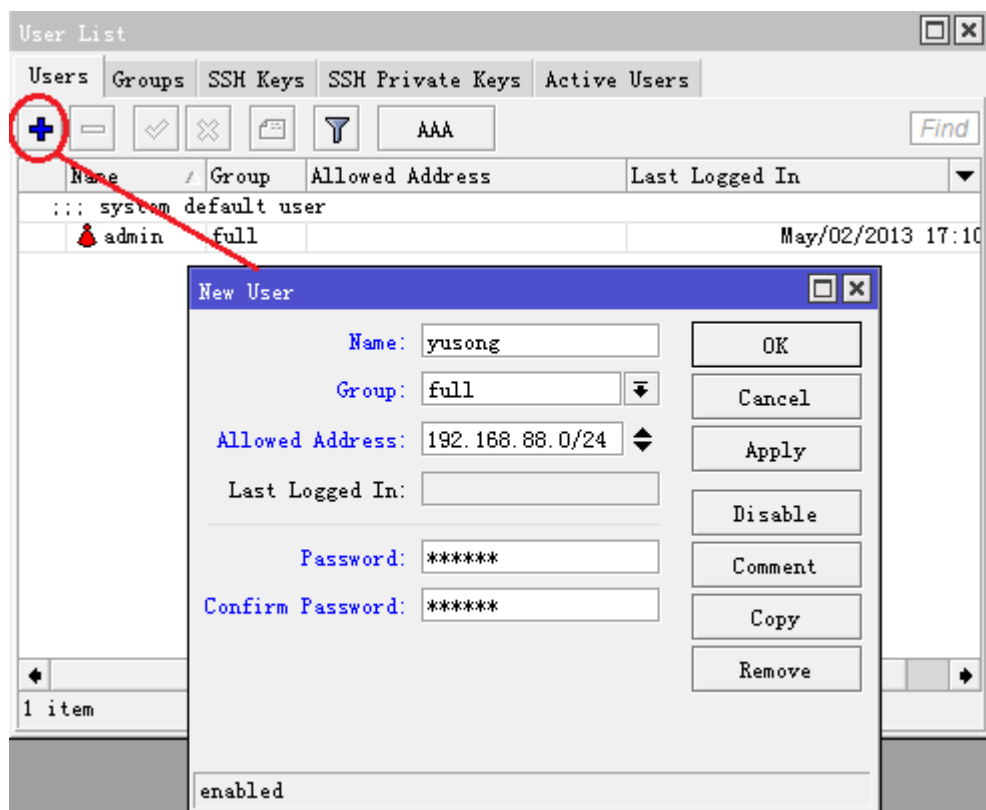 User List
Users Groups SSH Keys SSH Private Keys Active Users
AAA Find
Name Group Allowed Address Last Logged In
;;; system default user
admin full May/02/2013 17:10
New User
Name: yusong OK
Group: full Cancel
Allowed Address: 192.168.88.0/24 Apply
Last Logged In:
Disable
Password: ****** Comment
Confirm Password: ****** Copy
Remove
1 item
enabled